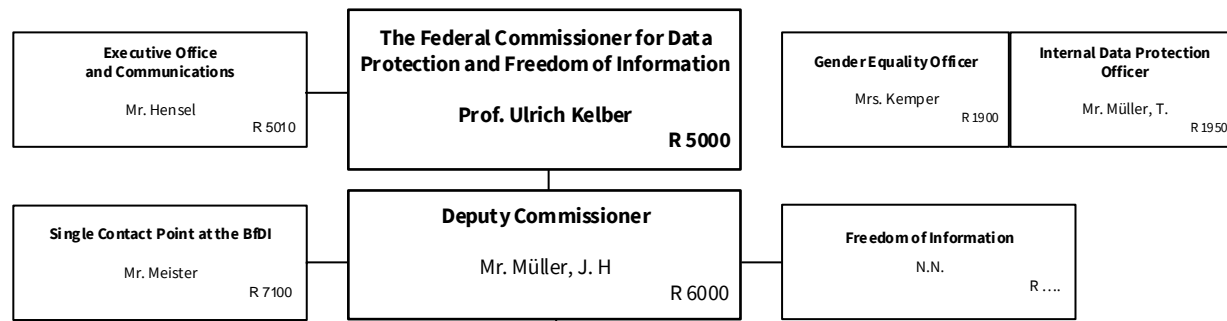 Executive Office
and Communications
Mr. Hensel
R 5010
The Federal Commissioner for Data
Protection and Freedom of Information
Prof. Ulrich Kelber
R 5000
Gender Equality Officer
Mrs. Kemper
R 1900
Internal Data Protection
Officer
Mr. Müller, T.
R 1950
Single Contact Point at the BfDI
Mr. Meister
R 7100
Deputy Commissioner
Mr. Müller, J. H
R 6000
Freedom of Information
N.N.
R ....